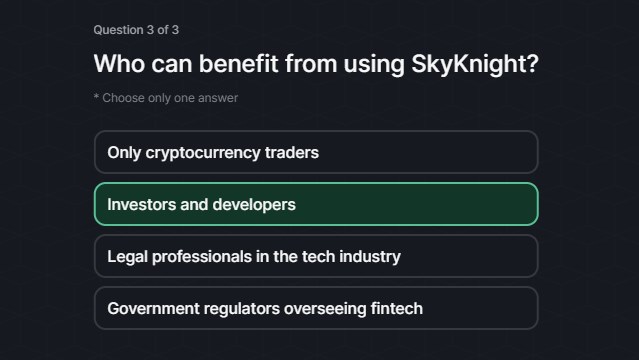 Question 3 of 3
Who can benefit from using SkyKnight?
* Choose only one answer
Only cryptocurrency traders
Investors and developers
Legal professionals in the tech industry
Government regulators overseeing fintech